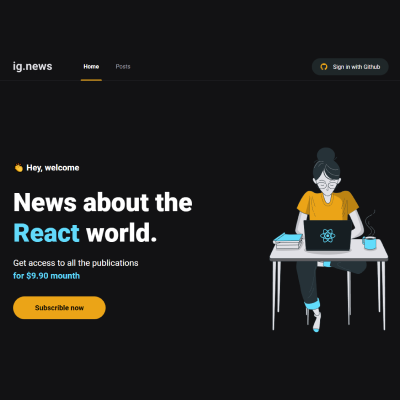 ig.news
Home
Posts
Sign in with Github
👏 Hey, welcome
News about the
React world.
Get access to all the publications
for $9.90 mounth
Subscrible now